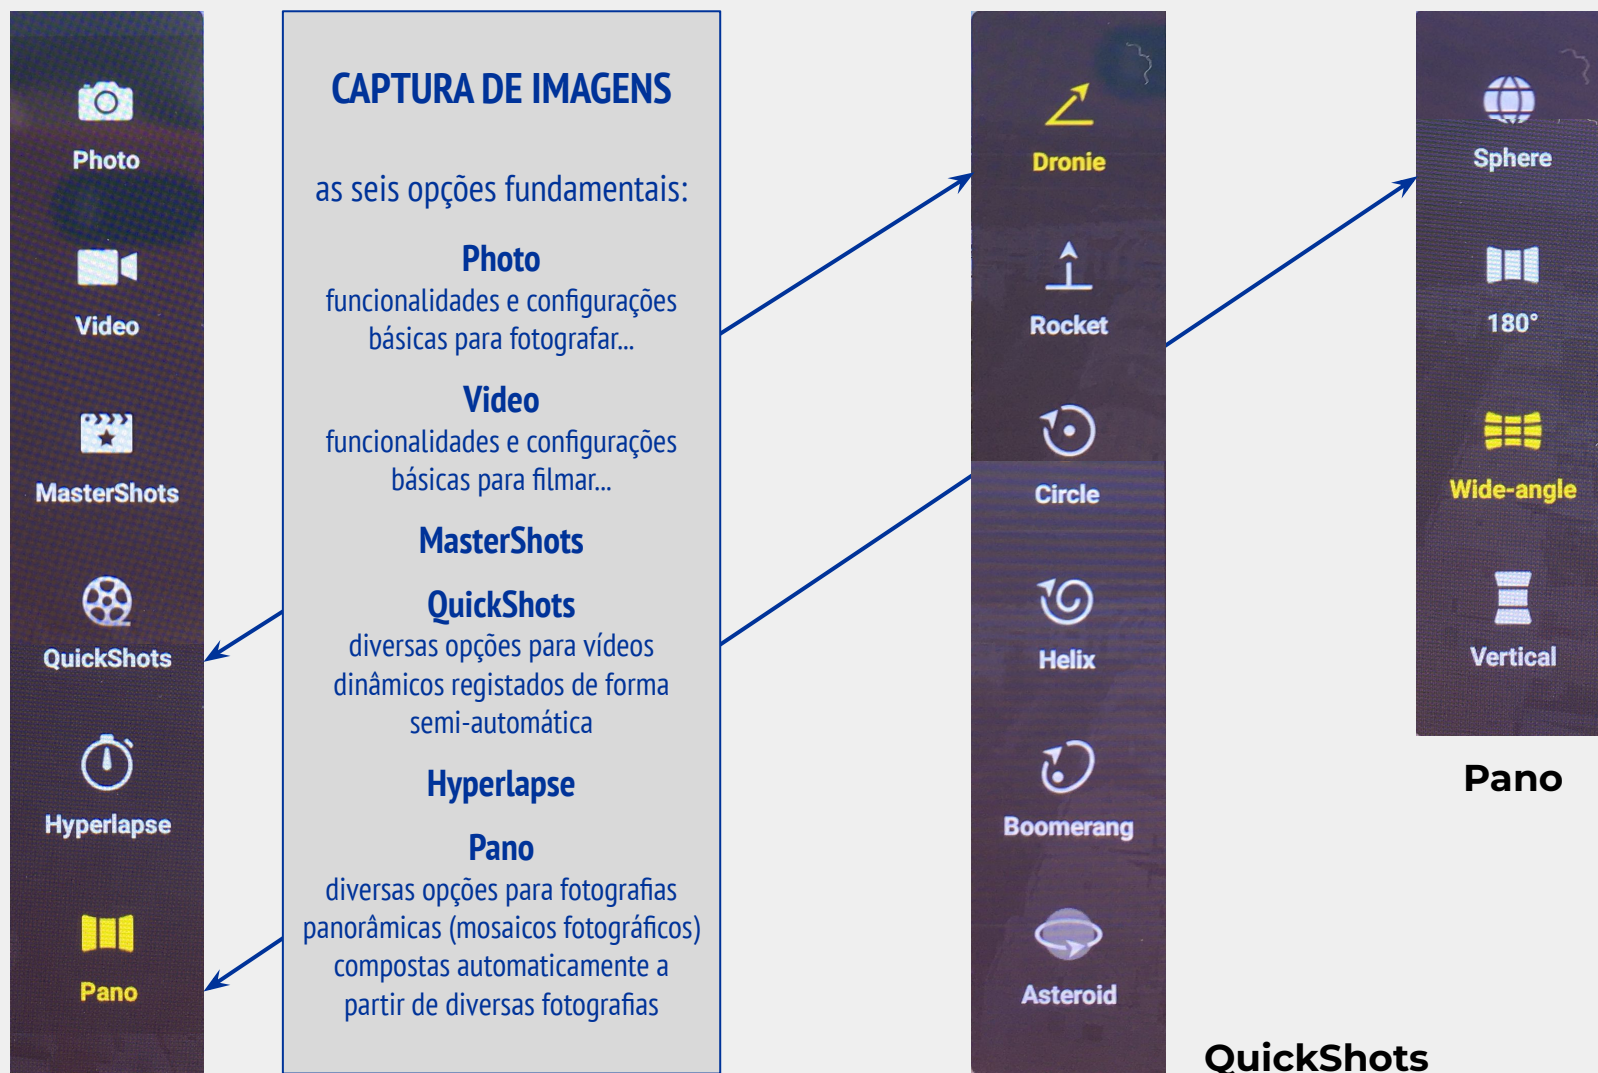 Photo
Video
MasterShots
QuickShots
Hyperlapse
Pano
CAPTURA DE IMAGENS
as seis opções fundamentais:
Photo
funcionalidades e configurações
básicas para fotografar...
Video
funcionalidades e configurações
básicas para filmar...
MasterShots
QuickShots
diversas opções para vídeos
dinâmicos registados de forma
semi-automática
Hyperlapse
Pano
diversas opções para fotografias
panorâmicas (mosaicos fotográficos)
compostas automaticamente a
partir de diversas fotografias
Dronie
Rocket
Circle
Helix
Boomerang
Asteroid
QuickShots
Sphere
180°
Wide-angle
Vertical
Pano